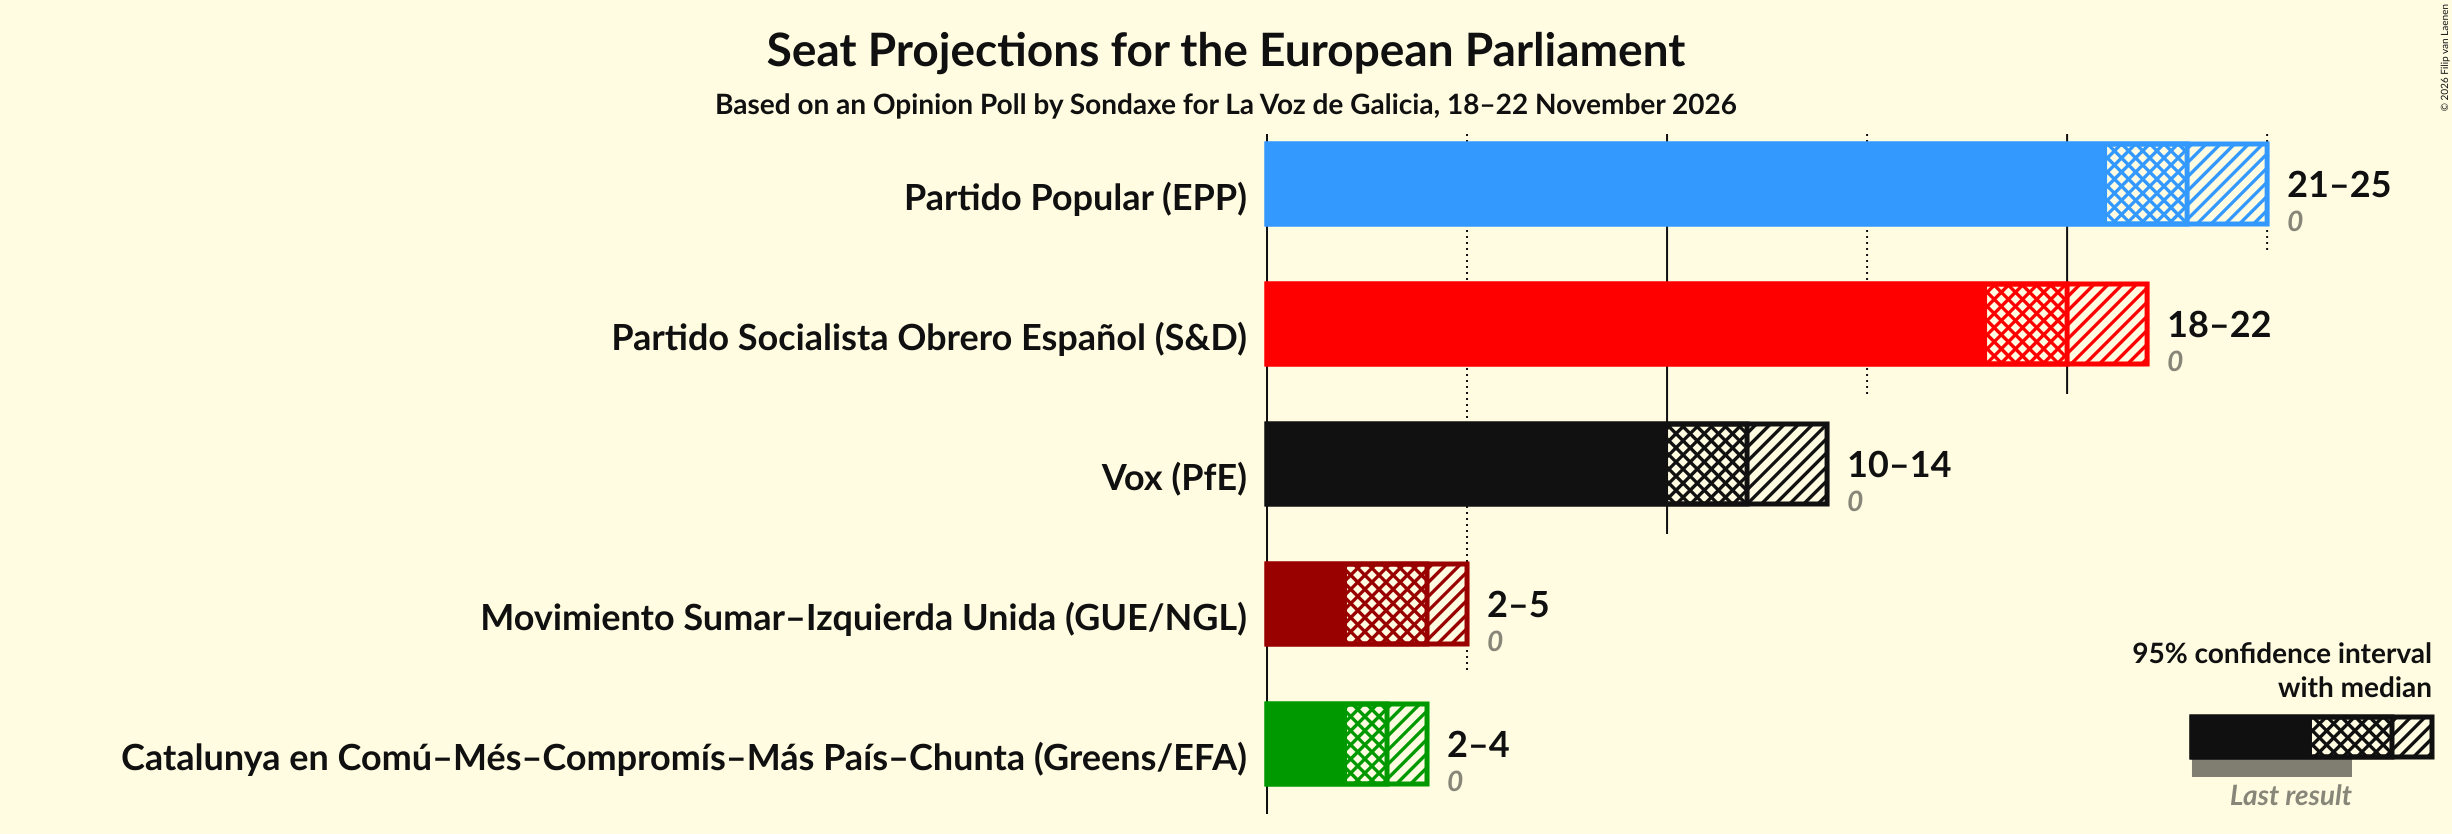 Seat Projections for the European Parliament
Based on an Opinion Poll by Sondaxe for La Voz de Galicia, 18–22 November 2026
© 2026 Filip van Laenen
Partido Popular (EPP)
21–25
0
Partido Socialista Obrero Español (S&D)
18–22
0
Vox (PfE)
10–14
0
Movimiento Sumar–Izquierda Unida (GUE/NGL)
2–5
0
Catalunya en Comú–Més–Compromís–Más País–Chunta (Greens/EFA)
2–4
0
95% confidence interval
with median
Last result